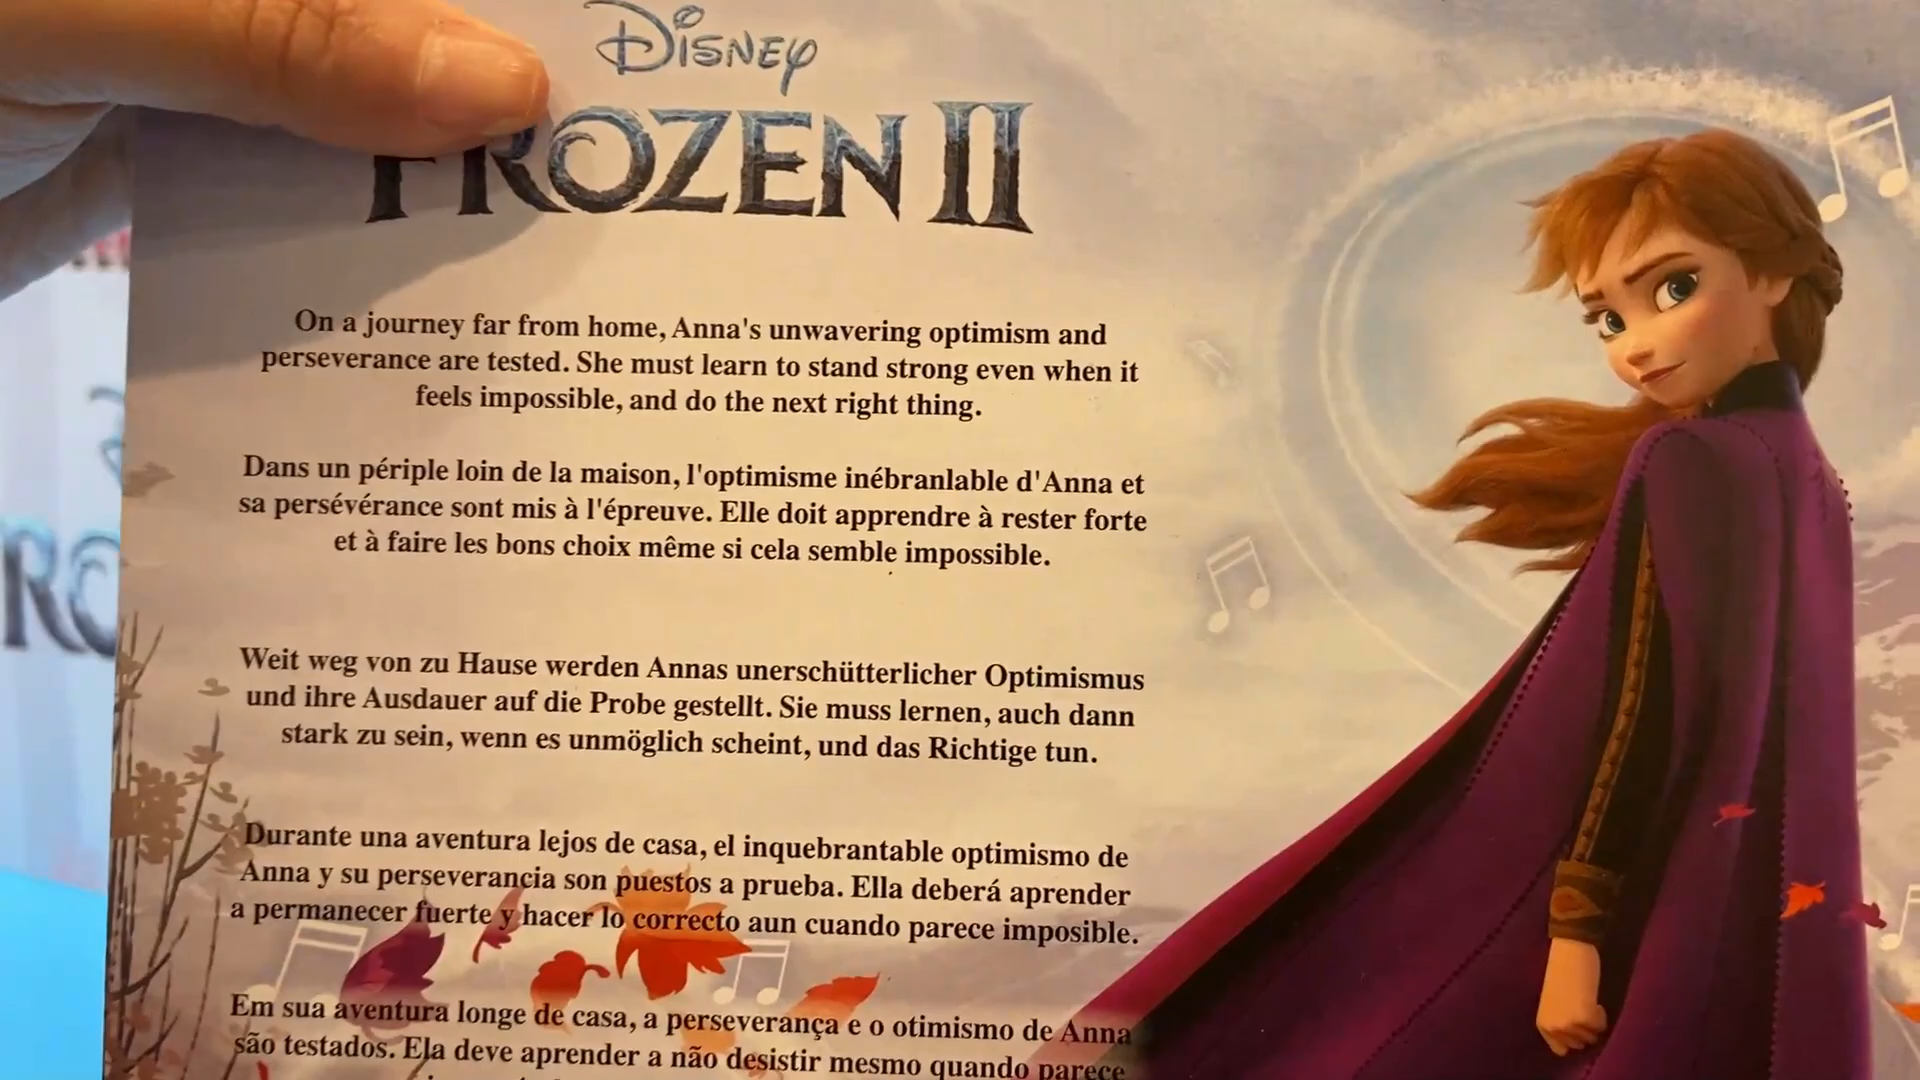 Disney
FROZEN II
On a journey far from home, Anna's unwavering optimism and
perseverance are tested. She must learn to stand strong even when it
feels impossible, and do the next right thing.
Dans un périple loin de la maison, l'optimisme inébranlable d'Anna et
sa persévérance sont mis à l'épreuve. Elle doit apprendre à rester forte
et à faire les bons choix même si cela semble impossible.
Weit weg von zu Hause werden Annas unerschütterlicher Optimismus
und ihre Ausdauer auf die Probe gestellt. Sie muss lernen, auch dann
stark zu sein, wenn es unmöglich scheint, und das Richtige tun.
Durante una aventura lejos de casa, el inquebrantable optimismo de
Anna y su perseverancia son puestos a prueba. Ella deberá aprender
a permanecer fuerte y hacer lo correcto aun cuando parece imposible.
Em sua aventura longe de casa, a perseverança e o otimismo de Anna
são testados. Ela deve aprender a não desistir mesmo quando parece